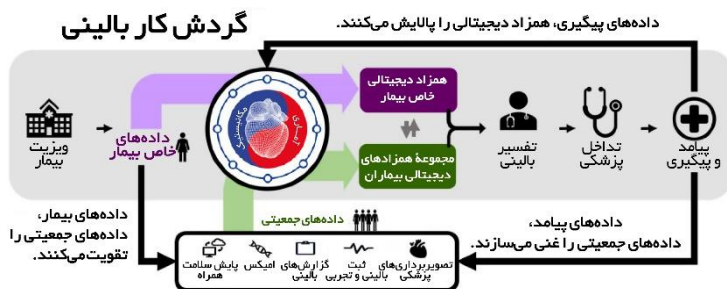 گردش کار بالینی
داده‌های پیگیری، همزاد دیجیتالی را پالایش می‌کنند.
ویزیت
بیمار
داده‌های
خاص بیمار
مکانیستیک
آماری
همزاد دیجیتالی
خاص بیمار
مجموعهٔ همزادهای
دیجیتالی بیماران
تفسیر
بالینی
تداخل
پزشکی
پیامد
و پیگیری
داده‌های بیمار،
داده‌های جمعیتی را
تقویت می‌کنند.
داده‌های جمعیتی
داده‌های پیامد،
داده‌های جمعیتی را غنی می‌سازند.
تصویربرداری‌های
پزشکی
ثبت
بالینی و تجربی
گزارش‌های
بالینی
امیکس
پایش سلامت
همراه